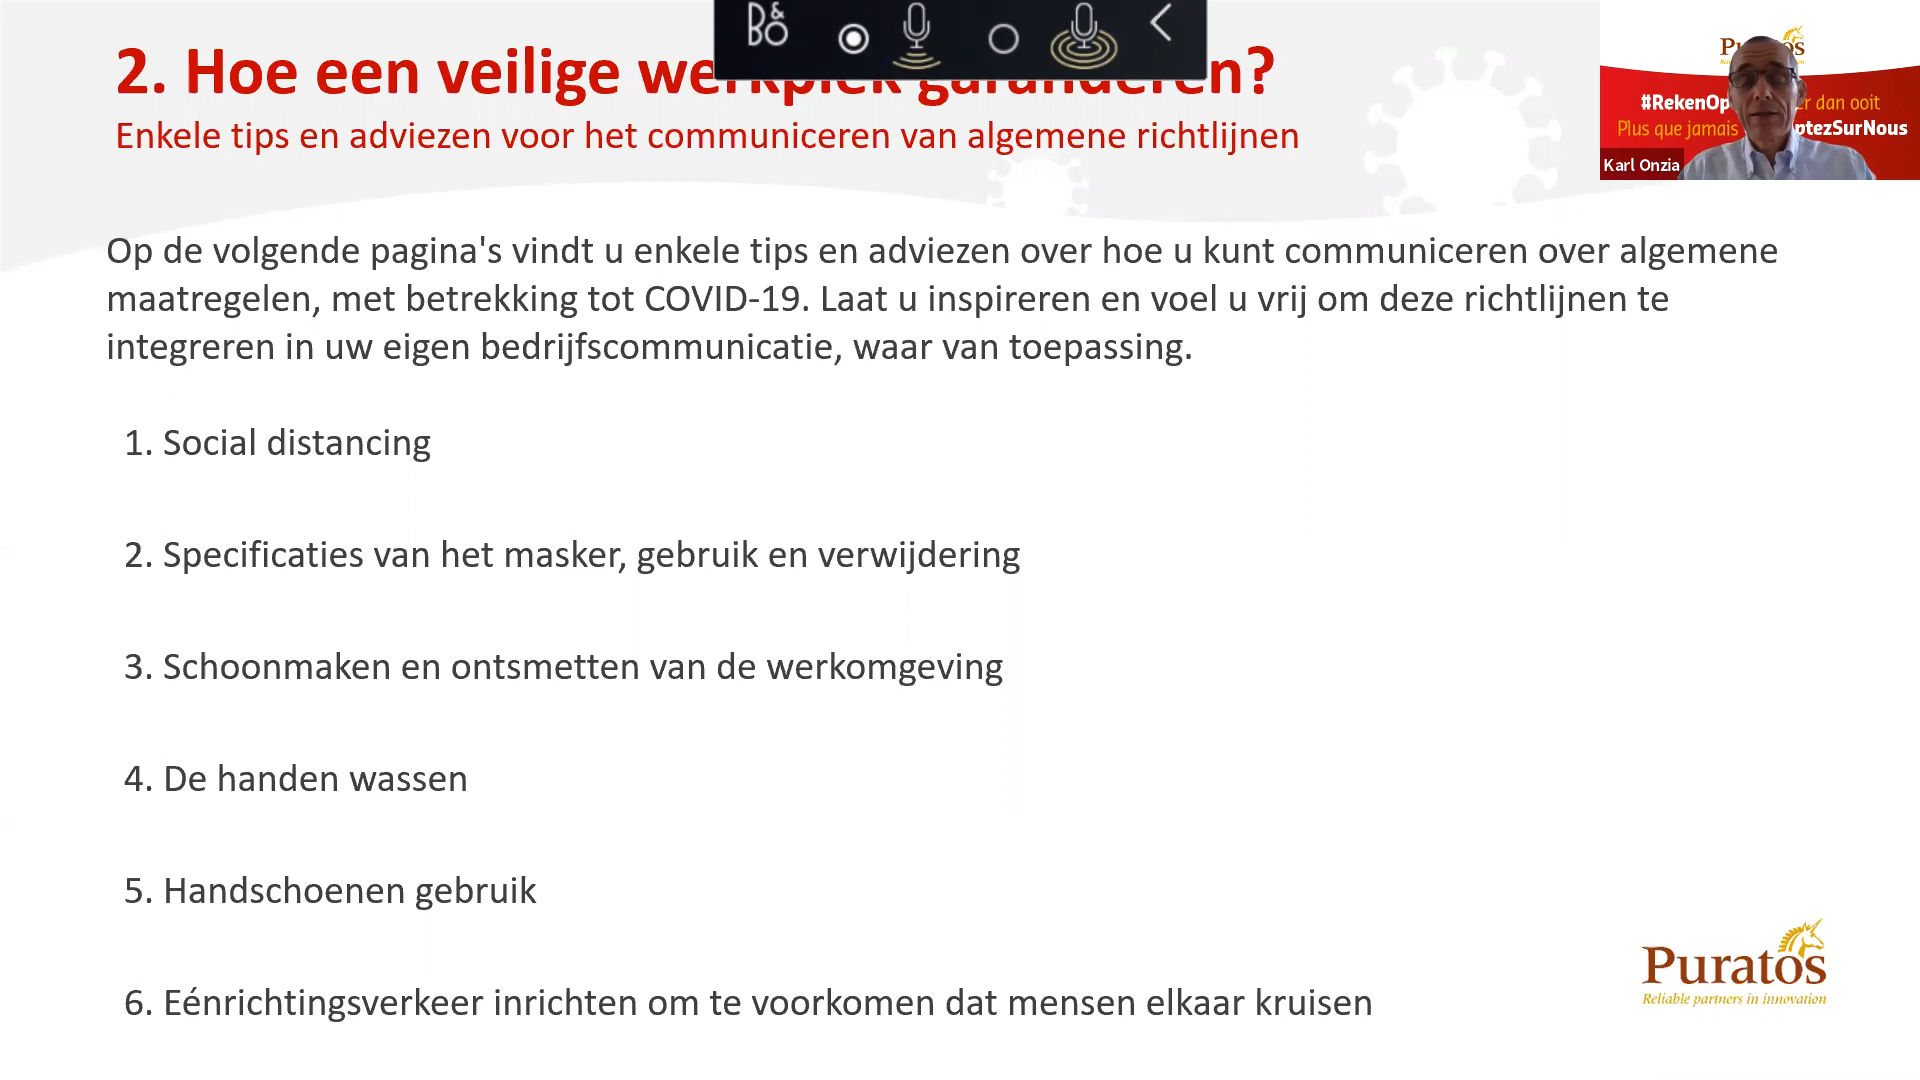 2. Hoe een veilige werkplek garanderen?
Enkele tips en adviezen voor het communiceren van algemene richtlijnen
Op de volgende pagina's vindt u enkele tips en adviezen over hoe u kunt communiceren over algemene
maatregelen, met betrekking tot COVID-19. Laat u inspireren en voel u vrij om deze richtlijnen te
integreren in uw eigen bedrijfscommunicatie, waar van toepassing.
1. Social distancing
2. Specificaties van het masker, gebruik en verwijdering
3. Schoonmaken en ontsmetten van de werkomgeving
4. De handen wassen
5. Handschoenen gebruik
6. Eénrichtingsverkeer inrichten om te voorkomen dat mensen elkaar kruisen
B&O
#RekenOp dan ooit
Plus que jamais ptezSurNous
Karl Onzia
Puratos
Reliable partners in innovation